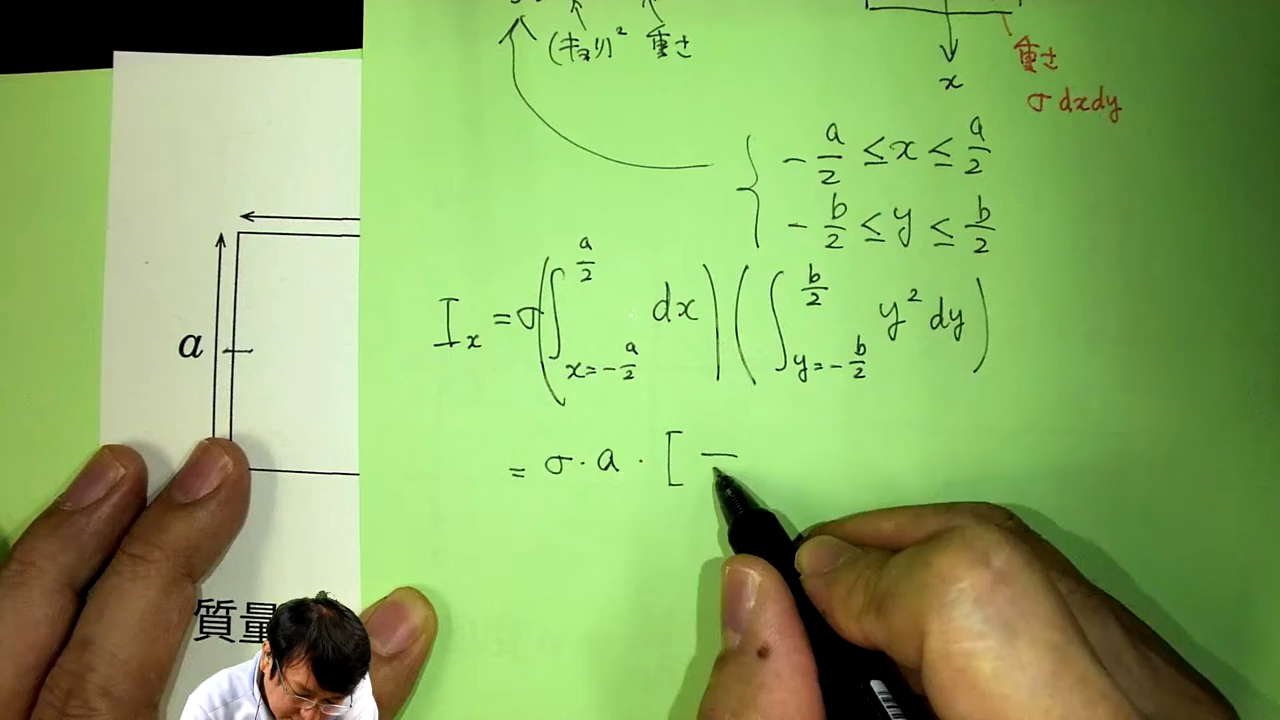 (キョリ)² 重さ
x
重さ
σ dxdy
-a/2 ≤ x ≤ a/2
-b/2 ≤ y ≤ b/2
I_x = σ(∫_{x=-a/2}^{a/2} dx)(∫_{y=-b/2}^{b/2} y² dy)
= σ・a・[ —
a
質量